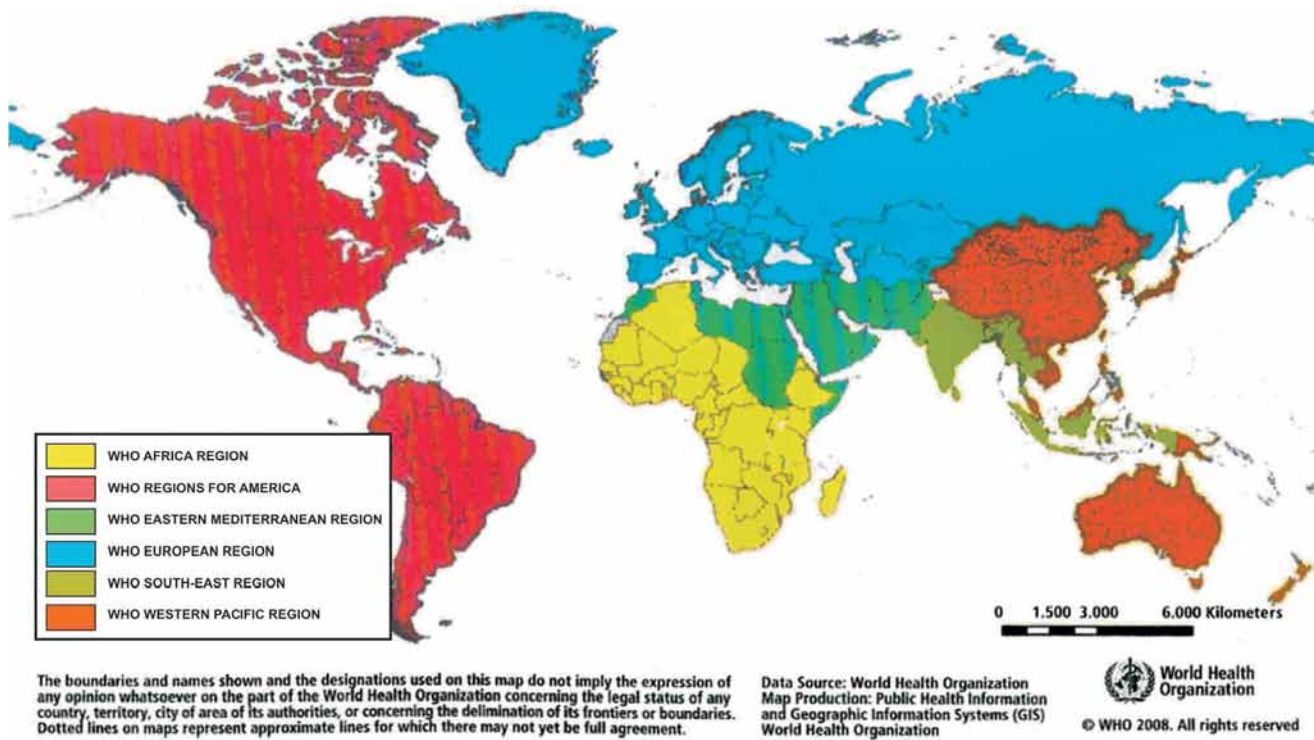 WHO AFRICA REGION
WHO REGIONS FOR AMERICA
WHO EASTERN MEDITERRANEAN REGION
WHO EUROPEAN REGION
WHO SOUTH-EAST REGION
WHO WESTERN PACIFIC REGION
0 1.500 3.000 6.000 Kilometers
The boundaries and names shown and the designations used on this map do not imply the expression of
any opinion whatsoever on the part of the World Health Organization concerning the legal status of any
country, territory, city of area of its authorities, or concerning the delimination of its frontiers or boundaries.
Dotted lines on maps represent approximate lines for which there may not yet be full agreement.
Data Source: World Health Organization
Map Production: Public Health Information
and Geographic Information Systems (GIS)
World Health Organization
World Health
Organization
© WHO 2008. All rights reserved